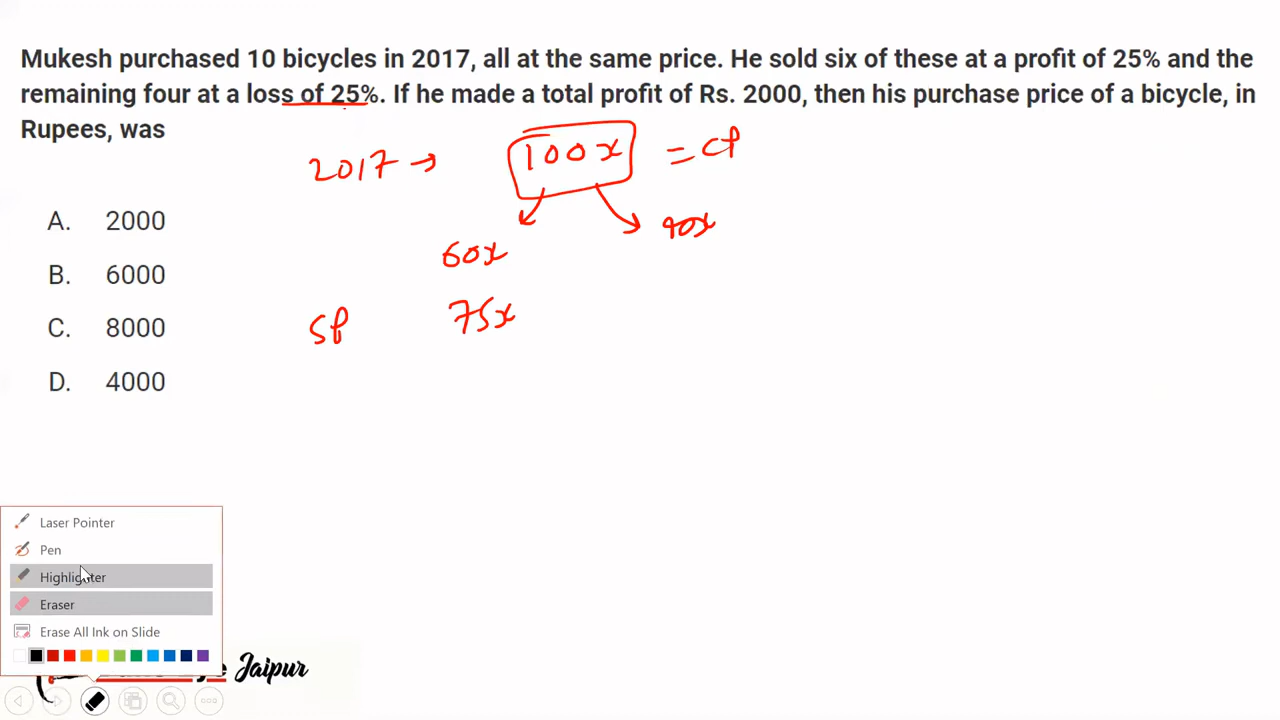 Mukesh purchased 10 bicycles in 2017, all at the same price. He sold six of these at a profit of 25% and the
remaining four at a loss of 25%. If he made a total profit of Rs. 2000, then his purchase price of a bicycle, in
Rupees, was
2017 → 100x = CP
60x 40x
SP 75x
A. 2000
B. 6000
C. 8000
D. 4000
Laser Pointer
Pen
Highlighter
Eraser
Erase All Ink on Slide
Jaipur